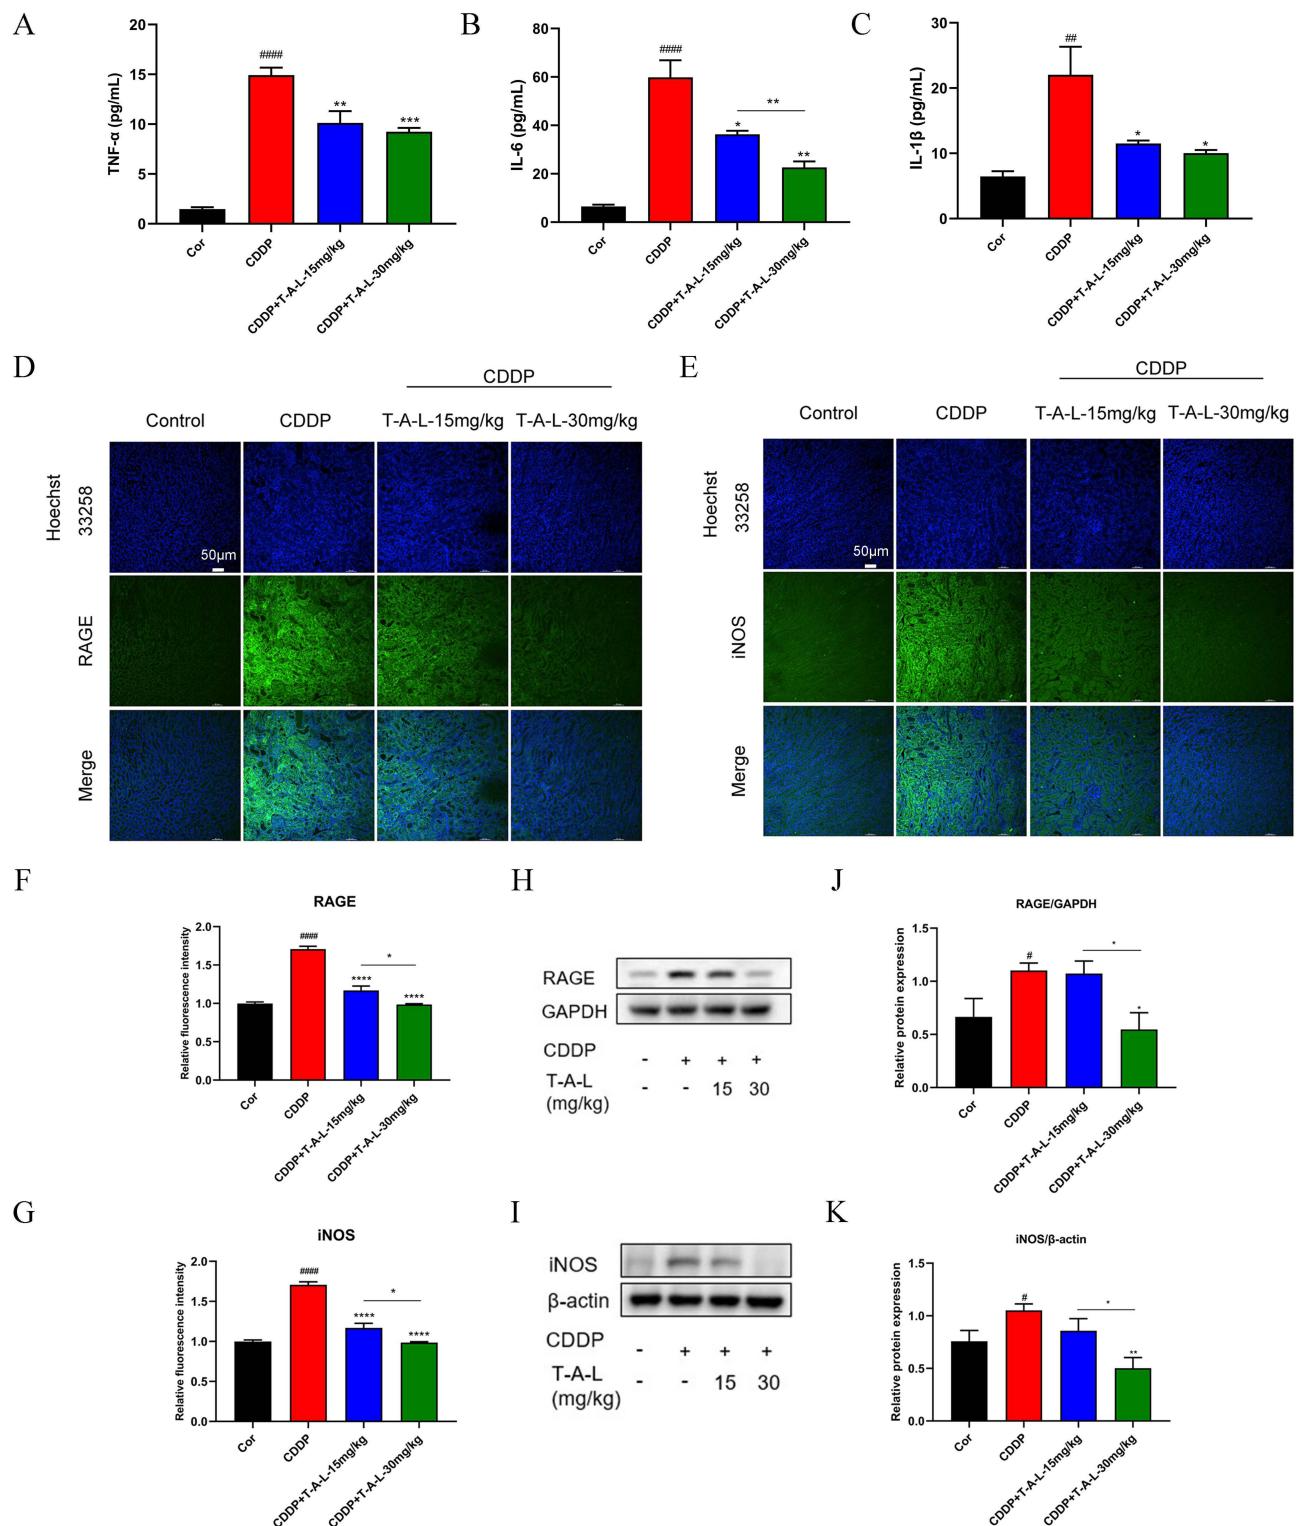 A
TNF-α (pg/mL)
20
15
10
5
0
####
**
***
Cor
CDDP
CDDP+T-A-L-15mg/kg
CDDP+T-A-L-30mg/kg
B
IL-6 (pg/mL)
80
60
40
20
0
####
*
**
**
Cor
CDDP
CDDP+T-A-L-15mg/kg
CDDP+T-A-L-30mg/kg
C
IL-1β (pg/mL)
30
20
10
0
##
*
*
Cor
CDDP
CDDP+T-A-L-15mg/kg
CDDP+T-A-L-30mg/kg
D
CDDP
Control
CDDP
T-A-L-15mg/kg
T-A-L-30mg/kg
Hoechst
33258
50μm
RAGE
Merge
E
CDDP
Control
CDDP
T-A-L-15mg/kg
T-A-L-30mg/kg
Hoechst
33258
50μm
iNOS
Merge
F
RAGE
Relative fluorescence intensity
2.0
1.5
1.0
0.5
0.0
####
****
*
****
Cor
CDDP
CDDP+T-A-L-15mg/kg
CDDP+T-A-L-30mg/kg
H
RAGE
GAPDH
CDDP - + + +
T-A-L - - 15 30
(mg/kg)
J
RAGE/GAPDH
Relative protein expression
1.5
1.0
0.5
0.0
#
*
*
Cor
CDDP
CDDP+T-A-L-15mg/kg
CDDP+T-A-L-30mg/kg
G
iNOS
Relative fluorescence intensity
2.0
1.5
1.0
0.5
0.0
####
****
*
****
Cor
CDDP
CDDP+T-A-L-15mg/kg
CDDP+T-A-L-30mg/kg
I
iNOS
β-actin
CDDP - + + +
T-A-L - - 15 30
(mg/kg)
K
iNOS/β-actin
Relative protein expression
1.5
1.0
0.5
0.0
#
*
**
Cor
CDDP
CDDP+T-A-L-15mg/kg
CDDP+T-A-L-30mg/kg